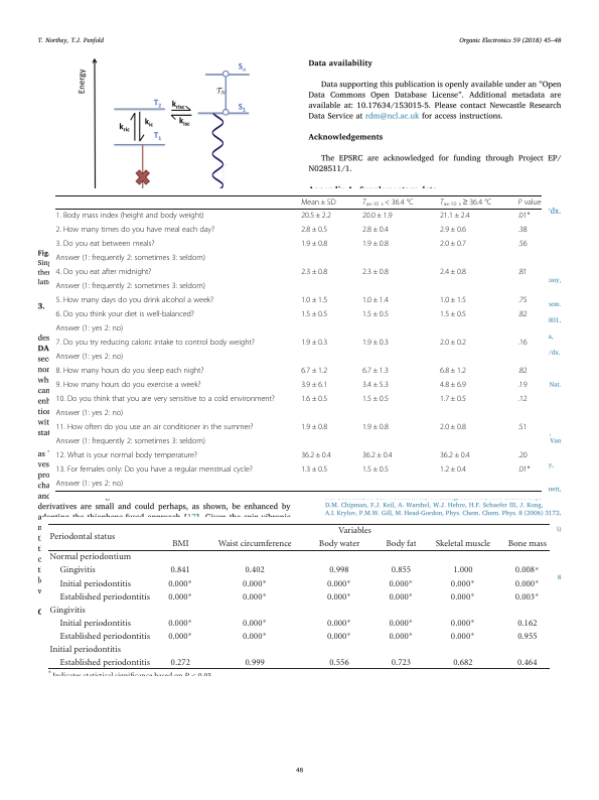 T. Northey, T.J. Penfold
Organic Electronics 59 (2018) 45–48
Energy
Sn
TN
S1
T2
T1
krisc
kisc
kric
kic
Data availability
Data supporting this publication is openly available under an "Open
Data Commons Open Database License". Additional metadata are
available at: 10.17634/153015-5. Please contact Newcastle Research
Data Service at rdm@ncl.ac.uk for access instructions.
Acknowledgements
The EPSRC are acknowledged for funding through Project EP/
N028511/1.
Mean ± SD Taν10 s < 36.4 °C Taν10 s ≥ 36.4 °C P value
1. Body mass index (height and body weight) 20.5 ± 2.2 20.0 ± 1.9 21.1 ± 2.4 .01*
2. How many times do you have meal each day? 2.8 ± 0.5 2.8 ± 0.4 2.9 ± 0.6 .38
3. Do you eat between meals? 1.9 ± 0.8 1.9 ± 0.8 2.0 ± 0.7 .56
Answer (1: frequently 2: sometimes 3: seldom)
4. Do you eat after midnight? 2.3 ± 0.8 2.3 ± 0.8 2.4 ± 0.8 .81
Answer (1: frequently 2: sometimes 3: seldom)
5. How many days do you drink alcohol a week? 1.0 ± 1.5 1.0 ± 1.4 1.0 ± 1.5 .75
6. Do you think your diet is well-balanced? 1.5 ± 0.5 1.5 ± 0.5 1.5 ± 0.5 .82
Answer (1: yes 2: no)
7. Do you try reducing caloric intake to control body weight? 1.9 ± 0.3 1.9 ± 0.3 2.0 ± 0.2 .16
Answer (1: yes 2: no)
8. How many hours do you sleep each night? 6.7 ± 1.2 6.7 ± 1.3 6.8 ± 1.2 .82
9. How many hours do you exercise a week? 3.9 ± 6.1 3.4 ± 5.3 4.8 ± 6.9 .19
10. Do you think that you are very sensitive to a cold environment? 1.6 ± 0.5 1.5 ± 0.5 1.7 ± 0.5 .12
Answer (1: yes 2: no)
11. How often do you use an air conditioner in the summer? 1.9 ± 0.8 1.9 ± 0.8 2.0 ± 0.8 .51
Answer (1: frequently 2: sometimes 3: seldom)
12. What is your normal body temperature? 36.2 ± 0.4 36.2 ± 0.4 36.2 ± 0.4 .20
13. For females only: Do you have a regular menstrual cycle? 1.3 ± 0.5 1.5 ± 0.5 1.2 ± 0.4 .01*
Answer (1: yes 2: no)
derivatives are small and could perhaps, as shown, be enhanced by
D.M. Chipman, F.J. Keil, A. Warshel, W.J. Hehre, H.F. Schaefer III, J. Kong,
A.I. Krylov, P.M.W. Gill, M. Head-Gordon, Phys. Chem. Chem. Phys. 8 (2006) 3172.
Periodontal status Variables
BMI Waist circumference Body water Body fat Skeletal muscle Bone mass
Normal periodontium
Gingivitis 0.841 0.402 0.998 0.855 1.000 0.008*
Initial periodontitis 0.000* 0.000* 0.000* 0.000* 0.000* 0.000*
Established periodontitis 0.000* 0.000* 0.000* 0.000* 0.000* 0.003*
Gingivitis
Initial periodontitis 0.000* 0.000* 0.000* 0.000* 0.000* 0.162
Established periodontitis 0.000* 0.000* 0.000* 0.000* 0.000* 0.955
Initial periodontitis
Established periodontitis 0.272 0.999 0.556 0.723 0.682 0.464
48